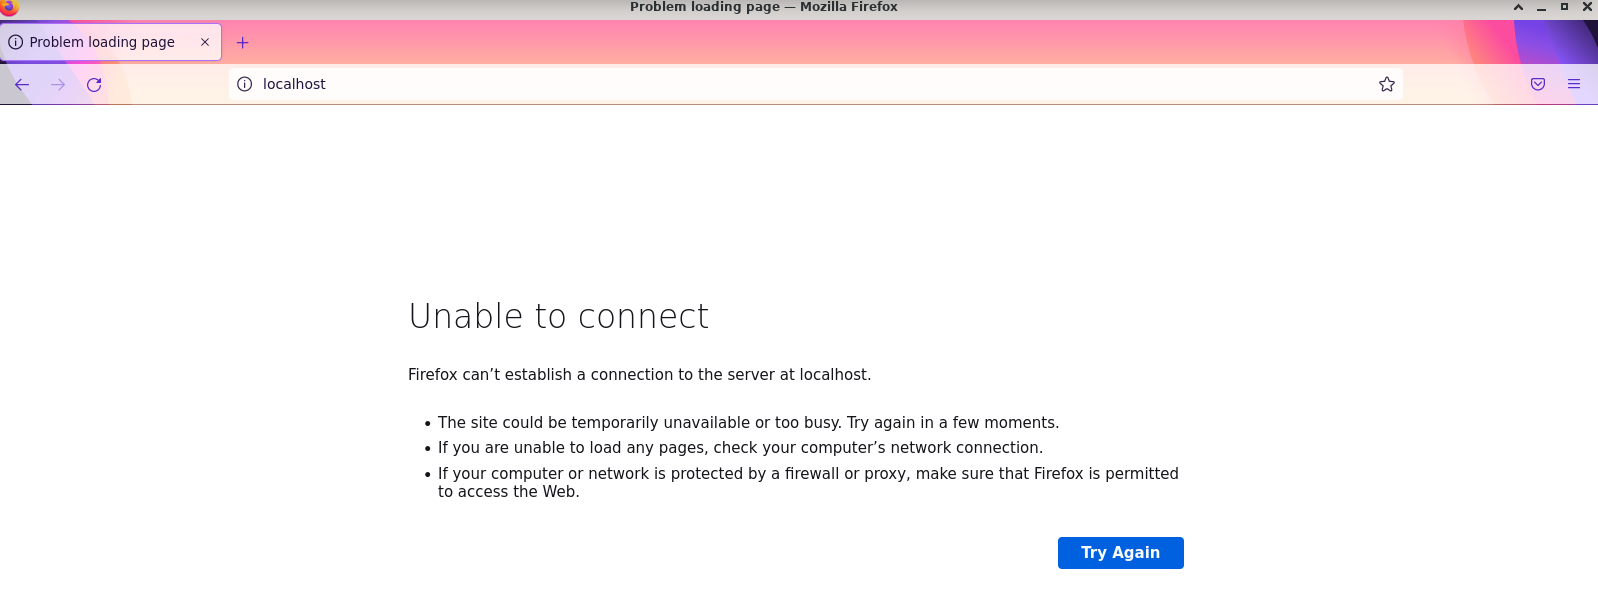 Problem loading page — Mozilla Firefox
Problem loading page
localhost
Unable to connect
Firefox can’t establish a connection to the server at localhost.
• The site could be temporarily unavailable or too busy. Try again in a few moments.
• If you are unable to load any pages, check your computer’s network connection.
• If your computer or network is protected by a firewall or proxy, make sure that Firefox is permitted
to access the Web.
Try Again